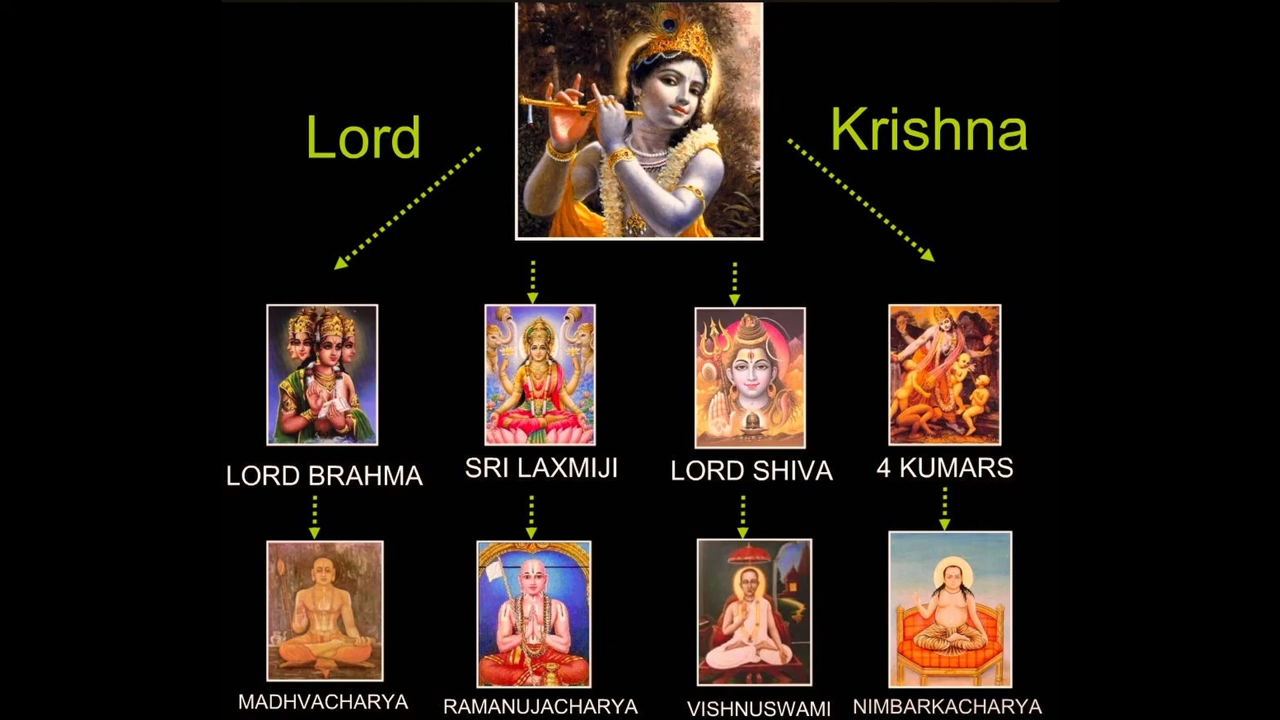 Lord Krishna
LORD BRAHMA
SRI LAXMIJI
LORD SHIVA
4 KUMARS
MADHVACHARYA
RAMANUJACHARYA
VISHNUSWAMI
NIMBARKACHARYA